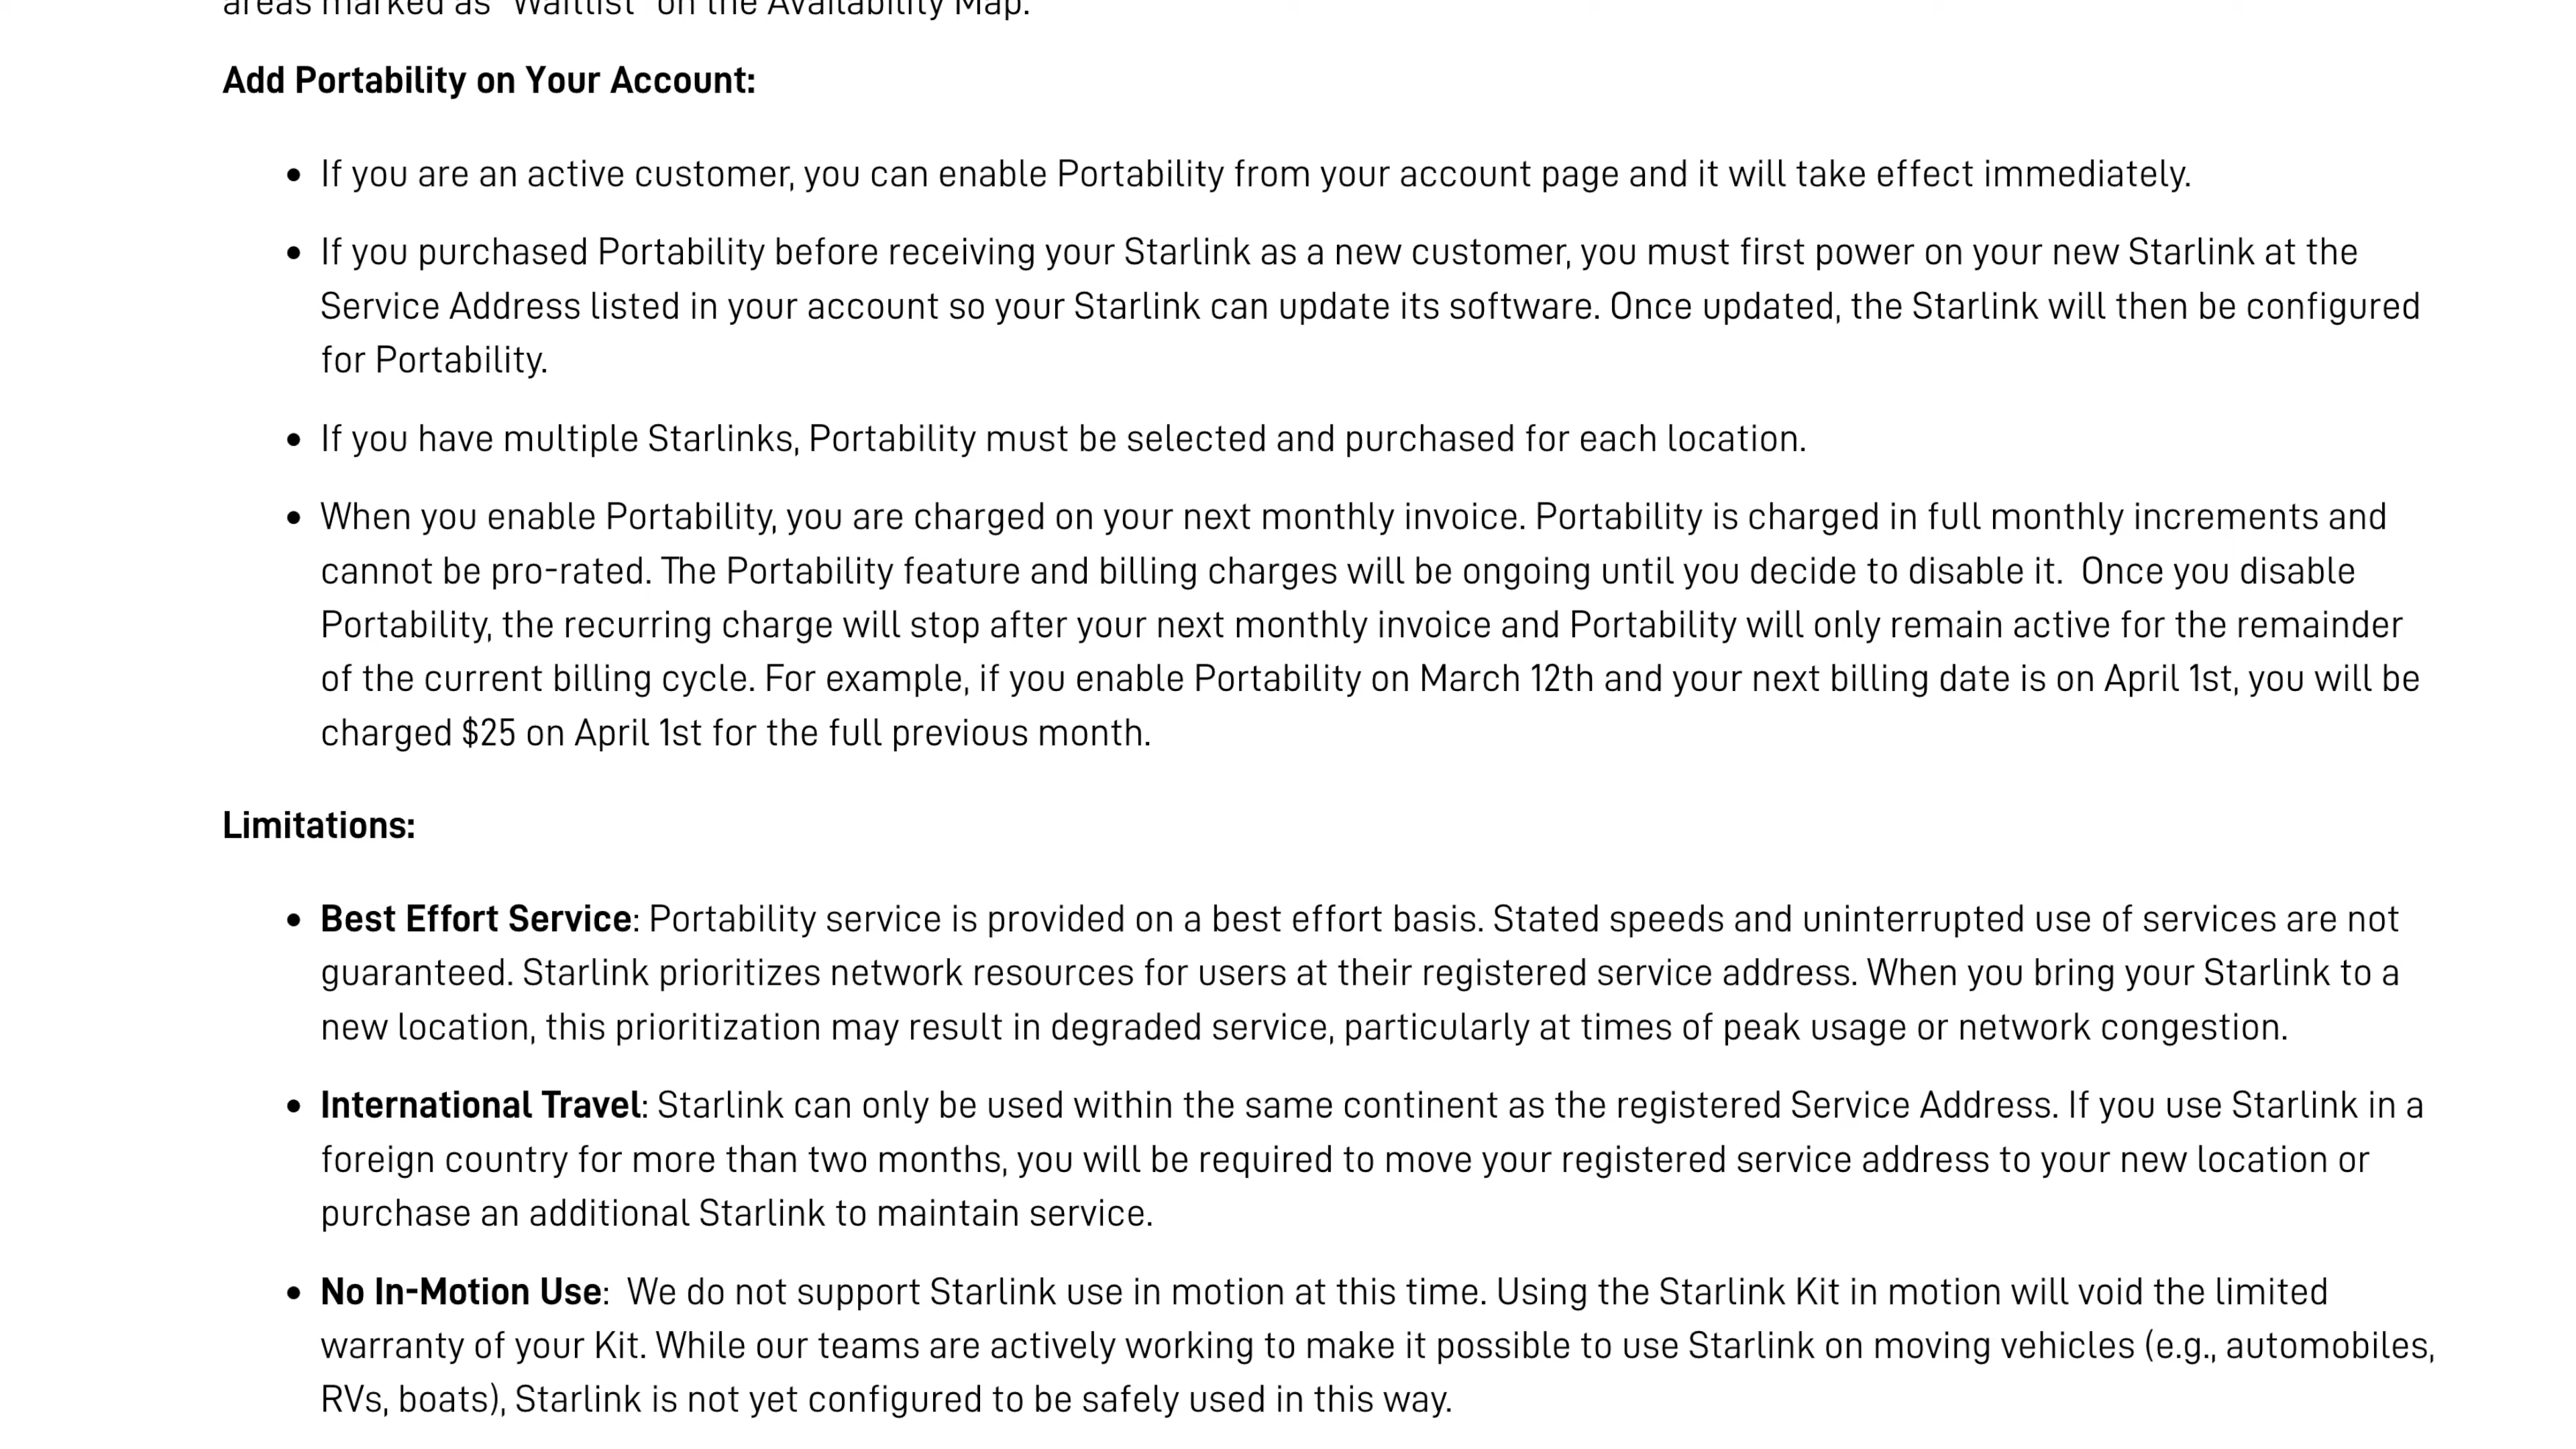 areas marked as "Waitlist" on the Availability Map.
Add Portability on Your Account:
• If you are an active customer, you can enable Portability from your account page and it will take effect immediately.
• If you purchased Portability before receiving your Starlink as a new customer, you must first power on your new Starlink at the
Service Address listed in your account so your Starlink can update its software. Once updated, the Starlink will then be configured
for Portability.
• If you have multiple Starlinks, Portability must be selected and purchased for each location.
• When you enable Portability, you are charged on your next monthly invoice. Portability is charged in full monthly increments and
cannot be pro-rated. The Portability feature and billing charges will be ongoing until you decide to disable it.  Once you disable
Portability, the recurring charge will stop after your next monthly invoice and Portability will only remain active for the remainder
of the current billing cycle. For example, if you enable Portability on March 12th and your next billing date is on April 1st, you will be
charged $25 on April 1st for the full previous month.
Limitations:
• Best Effort Service: Portability service is provided on a best effort basis. Stated speeds and uninterrupted use of services are not
guaranteed. Starlink prioritizes network resources for users at their registered service address. When you bring your Starlink to a
new location, this prioritization may result in degraded service, particularly at times of peak usage or network congestion.
• International Travel: Starlink can only be used within the same continent as the registered Service Address. If you use Starlink in a
foreign country for more than two months, you will be required to move your registered service address to your new location or
purchase an additional Starlink to maintain service.
• No In-Motion Use:  We do not support Starlink use in motion at this time. Using the Starlink Kit in motion will void the limited
warranty of your Kit. While our teams are actively working to make it possible to use Starlink on moving vehicles (e.g., automobiles,
RVs, boats), Starlink is not yet configured to be safely used in this way.